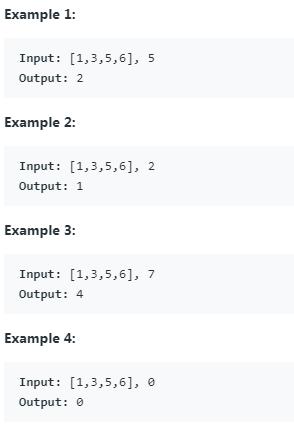 Example 1:
Input: [1,3,5,6], 5
Output: 2
Example 2:
Input: [1,3,5,6], 2
Output: 1
Example 3:
Input: [1,3,5,6], 7
Output: 4
Example 4:
Input: [1,3,5,6], 0
Output: 0